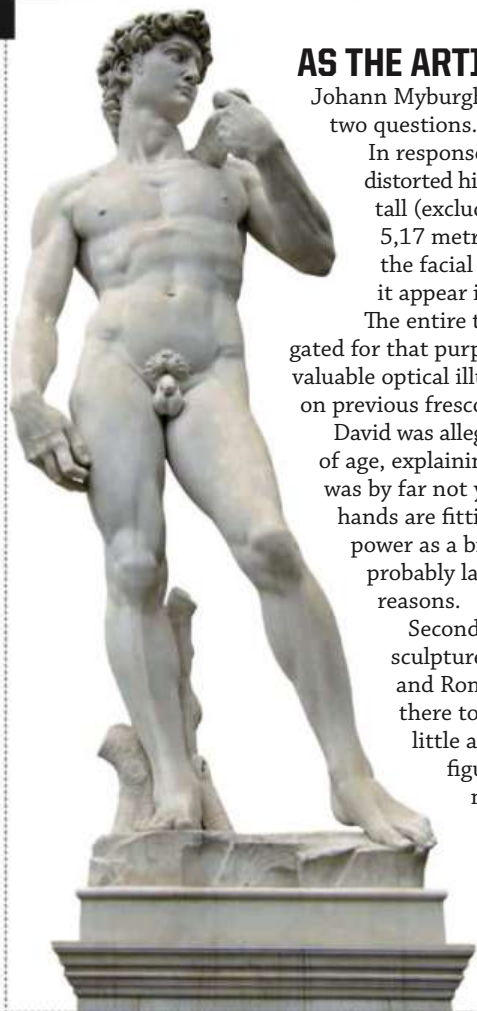 AS THE ARTI
Johann Myburgh
two questions.
In response
distorted hi
tall (exclud
5,17 metr
the facial
it appear i
The entire t
gated for that purp
valuable optical illu
on previous fresco
David was alleg
of age, explainin
was by far not y
hands are fitti
power as a bi
probably la
reasons.
Second
sculpture
and Rom
there to
little a
figu